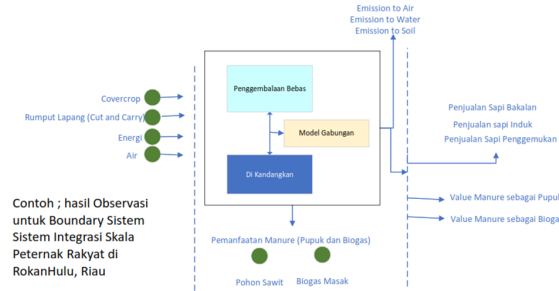 Emission to Air
Emission to Water
Emission to Soil
Covercrop
Rumput Lapang (Cut and Carry)
Energi
Air
Penggembalaan Bebas
Model Gabungan
Di Kandangkan
Penjualan Sapi Bakalan
Penjualan sapi Induk
Penjualan Sapi Penggemukan
Value Manure sebagai Pupuk
Value Manure sebagai Bioga
Contoh ; hasil Observasi
untuk Boundary Sistem
Sistem Integrasi Skala
Peternak Rakyat di
RokanHulu, Riau
Pemanfaatan Manure (Pupuk dan Biogas)
Pohon Sawit
Biogas Masak